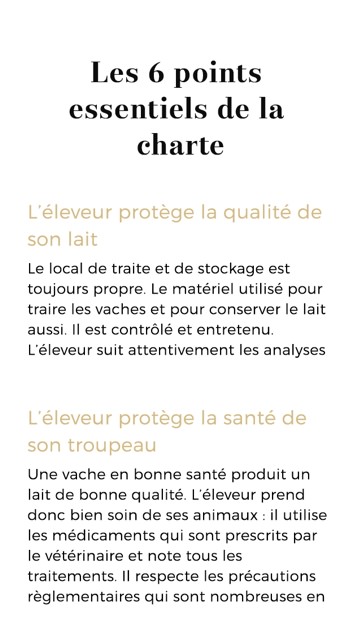 Les 6 points
essentiels de la
charte
L'éleveur protège la qualité de
son lait
Le local de traite et de stockage est
toujours propre. Le matériel utilisé pour
traire les vaches et pour conserver le lait
aussi. Il est contrôlé et entretenu.
L'éleveur suit attentivement les analyses
L'éleveur protège la santé de
son troupeau
Une vache en bonne santé produit un
lait de bonne qualité. L'éleveur prend
donc bien soin de ses animaux : il utilise
les médicaments qui sont prescrits par
le vétérinaire et note tous les
traitements. Il respecte les précautions
règlementaires qui sont nombreuses en